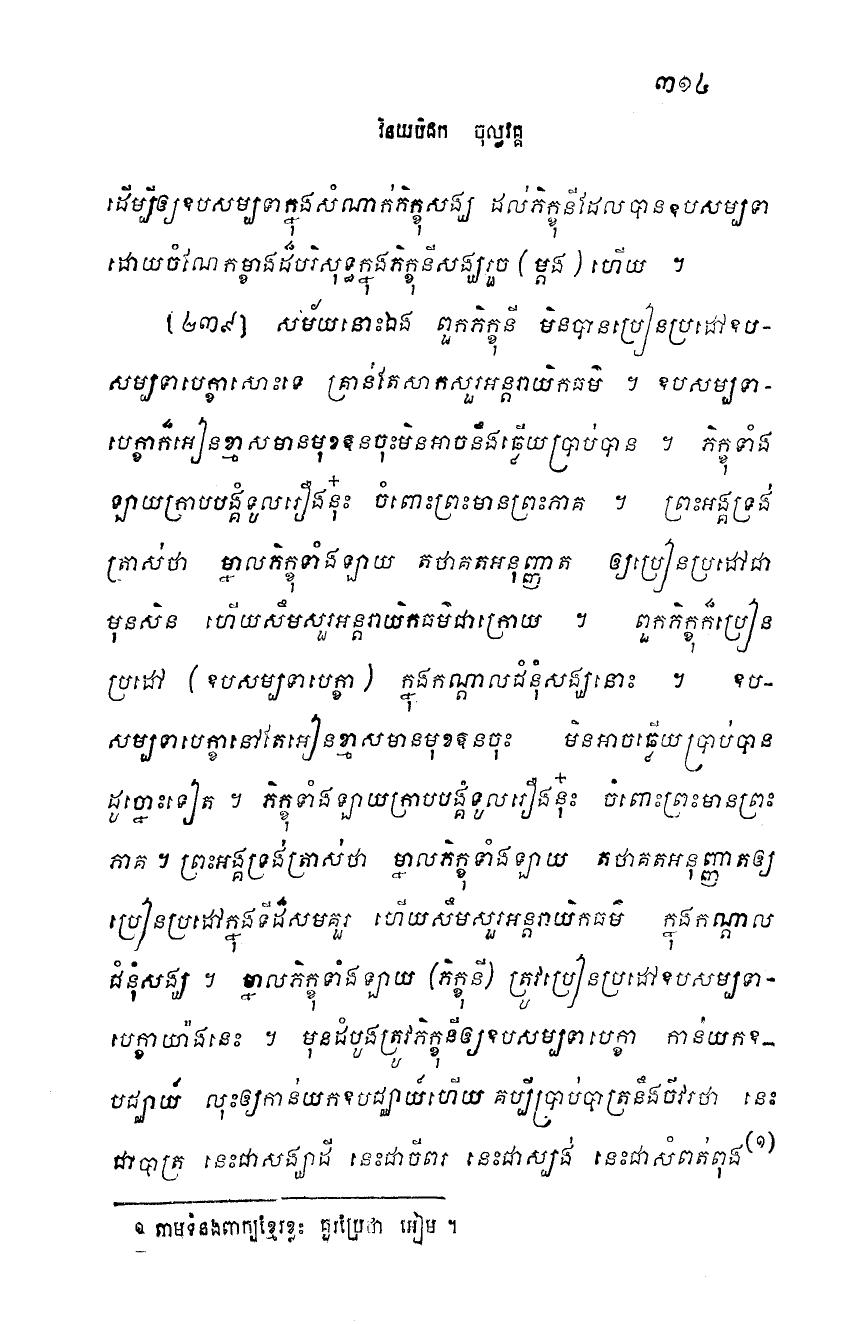 ៣១៤
វិនយបិដក ចុល្លវគ្គ
ដើម្បីឲ្យឧបសម្បទាក្នុងសំណាក់ភិក្ខុសង្ឃ ដល់ភិក្ខុនីដែលបានឧបសម្បទា
ដោយចំណែកម្ខាងដ៏បរិសុទ្ធក្នុងភិក្ខុនីសង្ឃរួច (ម្តង) ហើយ ។
[៤៣៩] សម័យនោះឯង ពួកភិក្ខុនី មិនបានប្រៀនប្រដៅឧប-
សម្បទាបេក្ខាសោះទេ គ្រាន់តែសាកសួរអន្តរាយិកធម៌ ។ ឧបសម្បទា-
បេក្ខាក៏អៀនខ្មាសមានមុខឱនចុះមិនអាចនឹងឆ្លើយប្រាប់បាន ។ ភិក្ខុទាំង
ឡាយក្រាបបង្គំទូលរឿងនុ៎ះ ចំពោះព្រះមានព្រះភាគ ។ ព្រះអង្គទ្រង់
ត្រាស់ថា ម្នាលភិក្ខុទាំងឡាយ តថាគតអនុញ្ញាត ឲ្យប្រៀនប្រដៅជា
មុនសិន ហើយសឹមសួរអន្តរាយិកធម៌ជាក្រោយ ។ ពួកភិក្ខុក៏ប្រៀន
ប្រដៅ (ឧបសម្បទាបេក្ខា) ក្នុងកណ្តាលជំនុំសង្ឃនោះ ។ ឧប-
សម្បទាបេក្ខានៅតែអៀនខ្មាសមានមុខឱនចុះ មិនអាចឆ្លើយប្រាប់បាន
ដូច្នោះទៀត ។ ភិក្ខុទាំងឡាយក្រាបបង្គំទូលរឿងនុ៎ះ ចំពោះព្រះមានព្រះ
ភាគ ។ ព្រះអង្គទ្រង់ត្រាស់ថា ម្នាលភិក្ខុទាំងឡាយ តថាគតអនុញ្ញាតឲ្យ
ប្រៀនប្រដៅក្នុងទីដ៏សមគួរ ហើយសឹមសួរអន្តរាយិកធម៌ ក្នុងកណ្តាល
ជំនុំសង្ឃ ។ ម្នាលភិក្ខុទាំងឡាយ (ភិក្ខុនី) ត្រូវប្រៀនប្រដៅឧបសម្បទា-
បេក្ខាយ៉ាងនេះ ។ មុនដំបូងត្រូវភិក្ខុនីឲ្យឧបសម្បទាបេក្ខា កាន់យកឧ-
បជ្ឈាយ៍ លុះឲ្យកាន់យកឧបជ្ឈាយ៍ហើយ គប្បីប្រាប់បាត្រនឹងចីវរថា នេះ
ជាបាត្រ នេះជាសង្ឃាដី នេះជាចីពរ នេះជាស្បង់ នេះជាសំពត់ពុង(១)
១ តាមទំនងពាក្យខ្មែរខ្លះ គួរប្រែថា អៀម ។